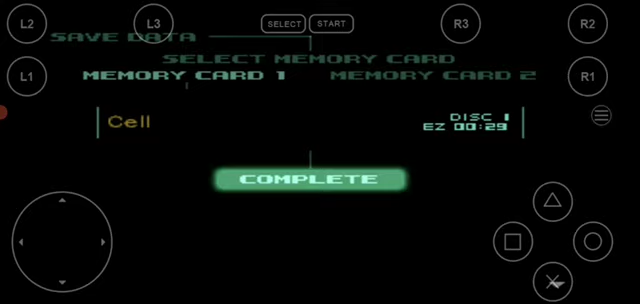 L2
L3
SELECT
START
R3
R2
SAVE DATA
SELECT MEMORY CARD
L1
MEMORY CARD 1
MEMORY CARD 2
R1
Cell
DISC 1
EZ 00:29
COMPLETE